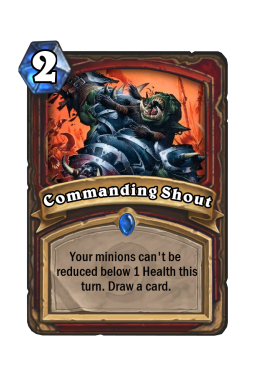 2
Commanding Shout
Your minions can't be
reduced below 1 Health this
turn. Draw a card.